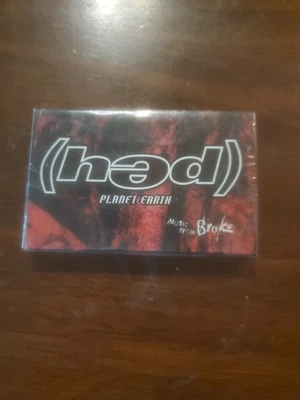 (həd)
PLANET EARTH
MUSIC
FROM Broke